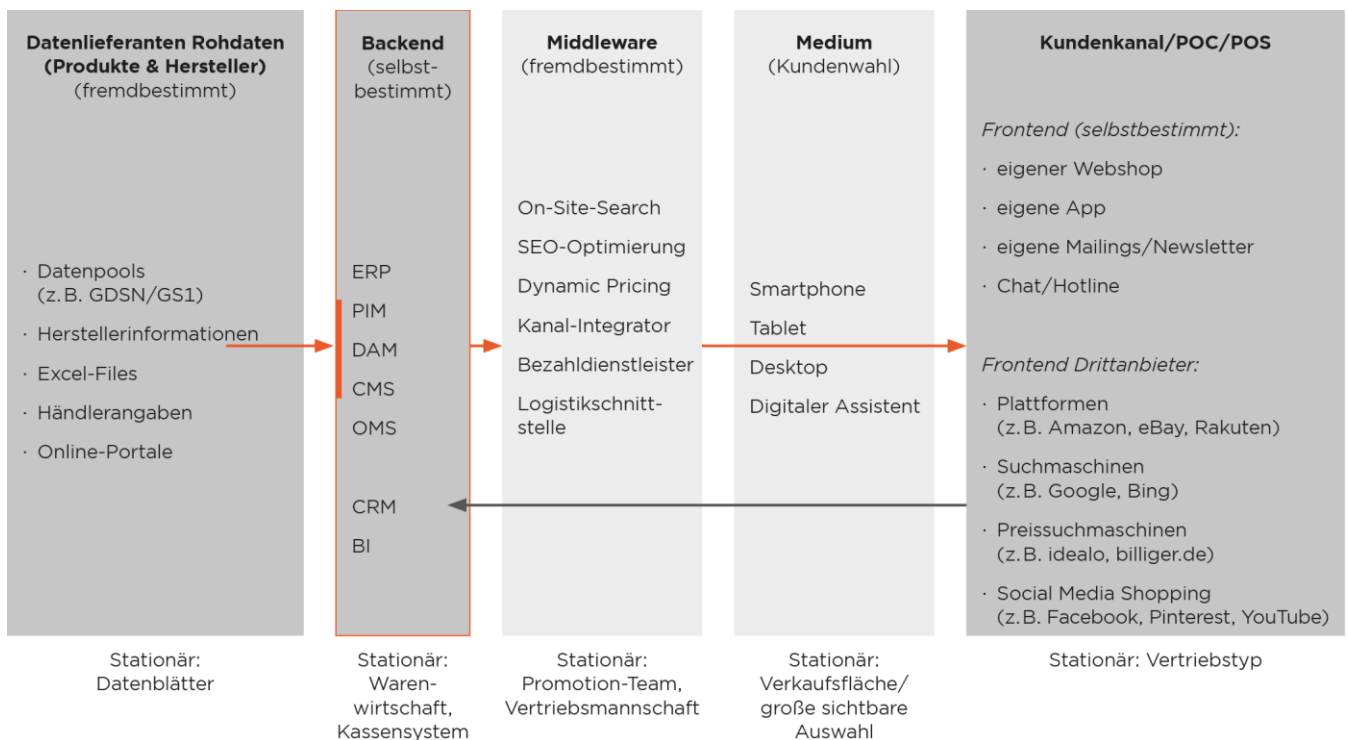 Datenlieferanten Rohdaten
(Produkte & Hersteller)
(fremdbestimmt)
· Datenpools
(z. B. GDSN/GS1)
· Herstellerinformationen
· Excel-Files
· Händlerangaben
· Online-Portale
Stationär:
Datenblätter
Backend
(selbst-
bestimmt)
ERP
PIM
DAM
CMS
OMS
CRM
BI
Stationär:
Waren-
wirtschaft,
Kassensystem
Middleware
(fremdbestimmt)
On-Site-Search
SEO-Optimierung
Dynamic Pricing
Kanal-Integrator
Bezahldienstleister
Logistikschnitt-
stelle
Stationär:
Promotion-Team,
Vertriebsmannschaft
Medium
(Kundenwahl)
Smartphone
Tablet
Desktop
Digitaler Assistent
Stationär:
Verkaufsfläche/
große sichtbare
Auswahl
Kundenkanal/POC/POS
Frontend (selbstbestimmt):
· eigener Webshop
· eigene App
· eigene Mailings/Newsletter
· Chat/Hotline
Frontend Drittanbieter:
· Plattformen
(z. B. Amazon, eBay, Rakuten)
· Suchmaschinen
(z. B. Google, Bing)
· Preissuchmaschinen
(z. B. idealo, billiger.de)
· Social Media Shopping
(z. B. Facebook, Pinterest, YouTube)
Stationär: Vertriebstyp